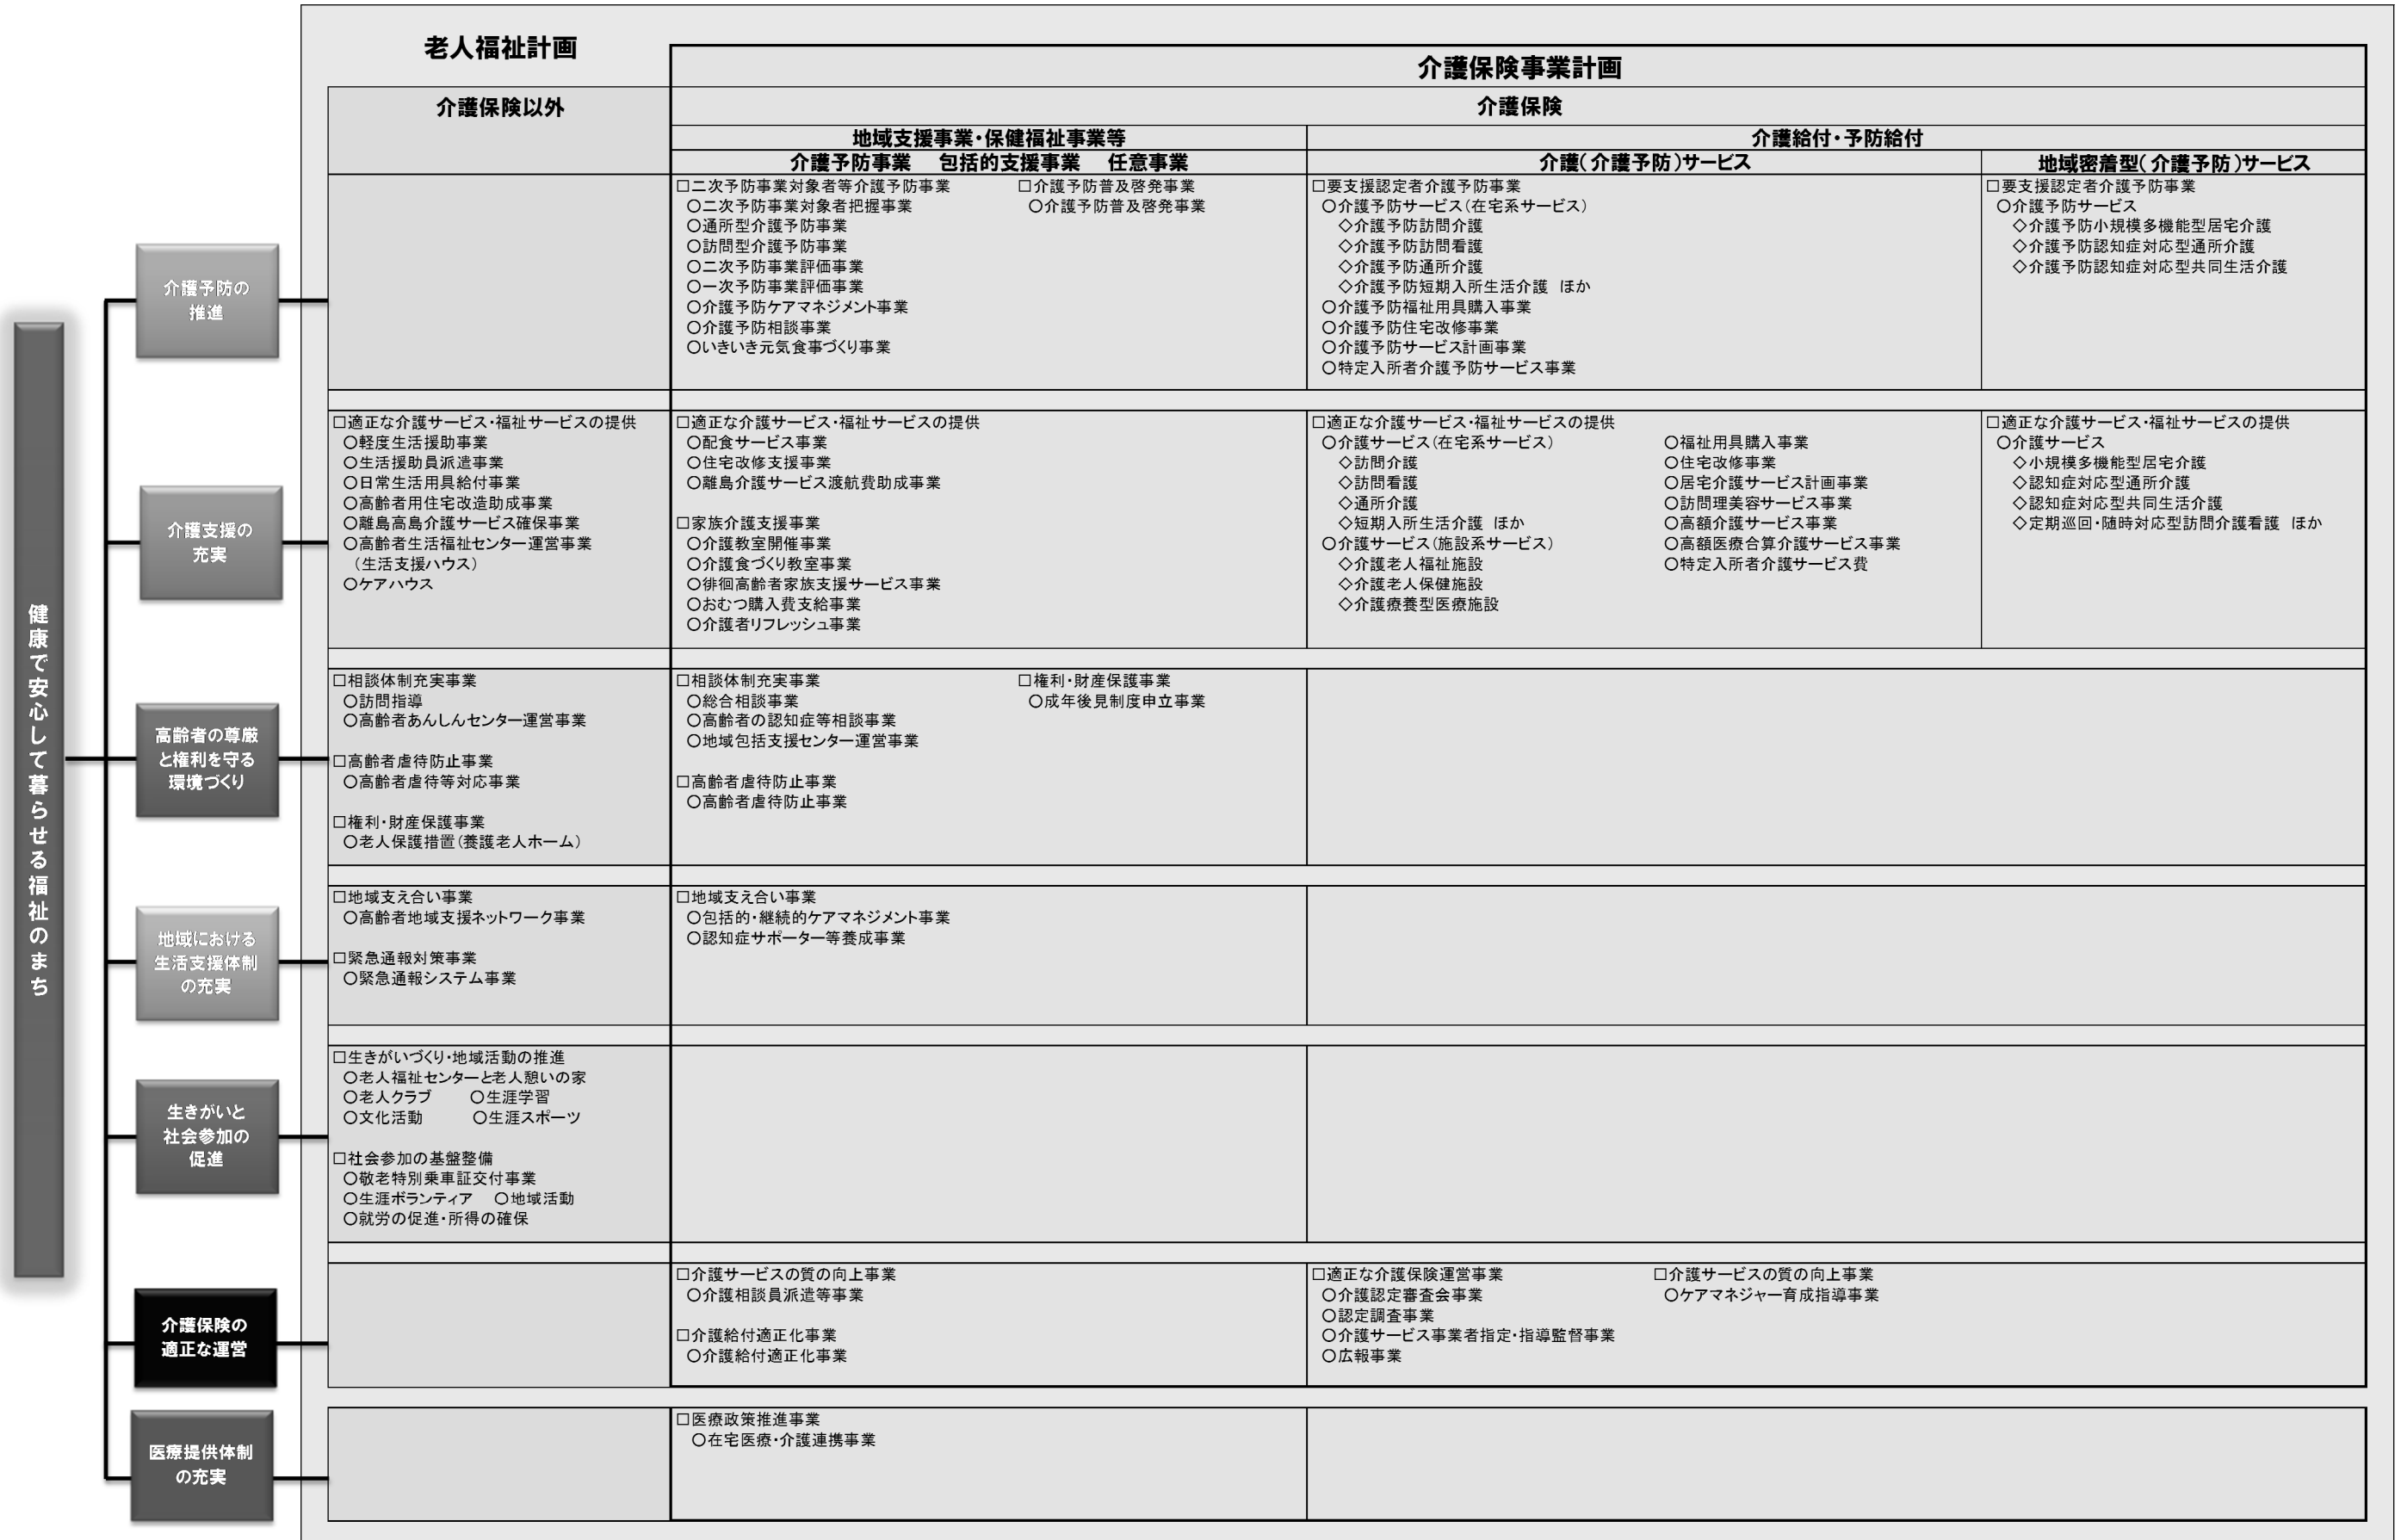 老人福祉計画
介護保険事業計画
介護保険以外
介護保険
地域支援事業・保健福祉事業等
介護給付・予防給付
介護予防事業　包括的支援事業　任意事業
介護(介護予防)サービス
地域密着型(介護予防)サービス
健康で安心して暮らせる福祉のまち
介護予防の
推進
□二次予防事業対象者等介護予防事業
○二次予防事業対象者把握事業
○通所型介護予防事業
○訪問型介護予防事業
○二次予防事業評価事業
○一次予防事業評価事業
○介護予防ケアマネジメント事業
○介護予防相談事業
○いきいき元気食事づくり事業
□介護予防普及啓発事業
○介護予防普及啓発事業
□要支援認定者介護予防事業
○介護予防サービス(在宅系サービス)
◇介護予防訪問介護
◇介護予防訪問看護
◇介護予防通所介護
◇介護予防短期入所生活介護 ほか
○介護予防福祉用具購入事業
○介護予防住宅改修事業
○介護予防サービス計画事業
○特定入所者介護予防サービス事業
□要支援認定者介護予防事業
○介護予防サービス
◇介護予防小規模多機能型居宅介護
◇介護予防認知症対応型通所介護
◇介護予防認知症対応型共同生活介護
介護支援の
充実
□適正な介護サービス・福祉サービスの提供
○軽度生活援助事業
○生活援助員派遣事業
○日常生活用具給付事業
○高齢者用住宅改造助成事業
○離島高島介護サービス確保事業
○高齢者生活福祉センター運営事業
(生活支援ハウス)
○ケアハウス
□適正な介護サービス・福祉サービスの提供
○配食サービス事業
○住宅改修支援事業
○離島介護サービス渡航費助成事業
□家族介護支援事業
○介護教室開催事業
○介護食づくり教室事業
○徘徊高齢者家族支援サービス事業
○おむつ購入費支給事業
○介護者リフレッシュ事業
□適正な介護サービス・福祉サービスの提供
○介護サービス(在宅系サービス)
◇訪問介護
◇訪問看護
◇通所介護
◇短期入所生活介護 ほか
○介護サービス(施設系サービス)
◇介護老人福祉施設
◇介護老人保健施設
◇介護療養型医療施設
○福祉用具購入事業
○住宅改修事業
○居宅介護サービス計画事業
○訪問理美容サービス事業
○高額介護サービス事業
○高額医療合算介護サービス事業
○特定入所者介護サービス費
□適正な介護サービス・福祉サービスの提供
○介護サービス
◇小規模多機能型居宅介護
◇認知症対応型通所介護
◇認知症対応型共同生活介護
◇定期巡回・随時対応型訪問介護看護 ほか
高齢者の尊厳
と権利を守る
環境づくり
□相談体制充実事業
○訪問指導
○高齢者あんしんセンター運営事業
□高齢者虐待防止事業
○高齢者虐待等対応事業
□権利・財産保護事業
○老人保護措置(養護老人ホーム)
□相談体制充実事業
○総合相談事業
○高齢者の認知症等相談事業
○地域包括支援センター運営事業
□高齢者虐待防止事業
○高齢者虐待防止事業
□権利・財産保護事業
○成年後見制度申立事業
地域における
生活支援体制
の充実
□地域支え合い事業
○高齢者地域支援ネットワーク事業
□緊急通報対策事業
○緊急通報システム事業
□地域支え合い事業
○包括的・継続的ケアマネジメント事業
○認知症サポーター等養成事業
生きがいと
社会参加の
促進
□生きがいづくり・地域活動の推進
○老人福祉センターと老人憩いの家
○老人クラブ　○生涯学習
○文化活動　○生涯スポーツ
□社会参加の基盤整備
○敬老特別乗車証交付事業
○生涯ボランティア　○地域活動
○就労の促進・所得の確保
介護保険の
適正な運営
□介護サービスの質の向上事業
○介護相談員派遣等事業
□介護給付適正化事業
○介護給付適正化事業
□適正な介護保険運営事業
○介護認定審査会事業
○認定調査事業
○介護サービス事業者指定・指導監督事業
○広報事業
□介護サービスの質の向上事業
○ケアマネジャー育成指導事業
医療提供体制
の充実
□医療政策推進事業
○在宅医療・介護連携事業